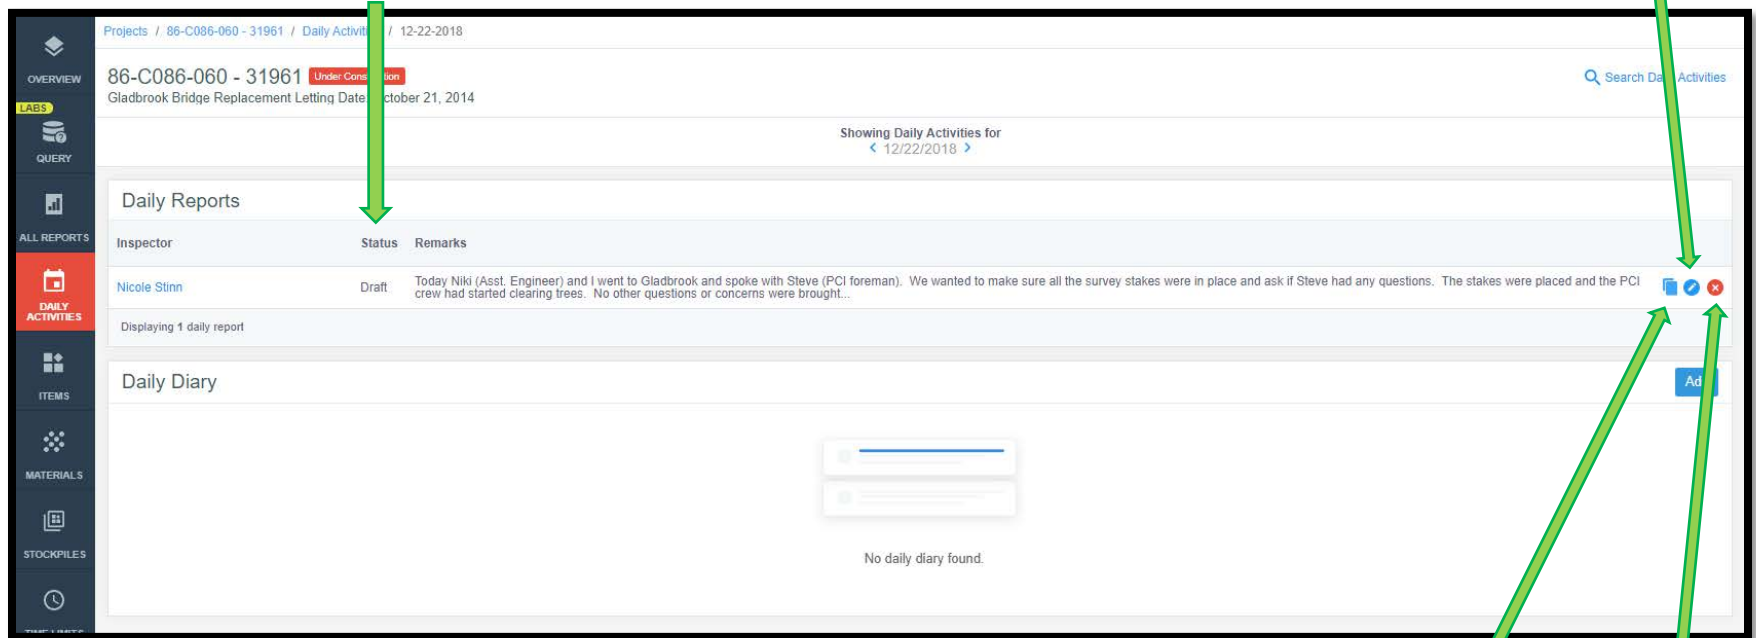 Projects / 86-C086-060 - 31961 / Daily Activiti / 12-22-2018
OVERVIEW
86-C086-060 - 31961 Under Cons tion
Gladbrook Bridge Replacement Letting Date: ctober 21, 2014
Search Da Activities
LABS
QUERY
Showing Daily Activities for
< 12/22/2018 >
Daily Reports
ALL REPORTS
Inspector Status Remarks
Nicole Stinn Draft Today Niki (Asst. Engineer) and I went to Gladbrook and spoke with Steve (PCI foreman). We wanted to make sure all the survey stakes were in place and ask if Steve had any questions. The stakes were placed and the PCI
crew had started clearing trees. No other questions or concerns were brought...
DAILY
ACTIVITIES
Displaying 1 daily report
Daily Diary
Ad
ITEMS
MATERIALS
STOCKPILES
No daily diary found.
TIME LIMITS